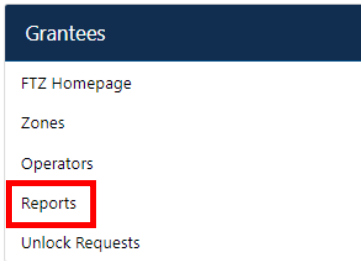 Grantees
FTZ Homepage
Zones
Operators
Reports
Unlock Requests